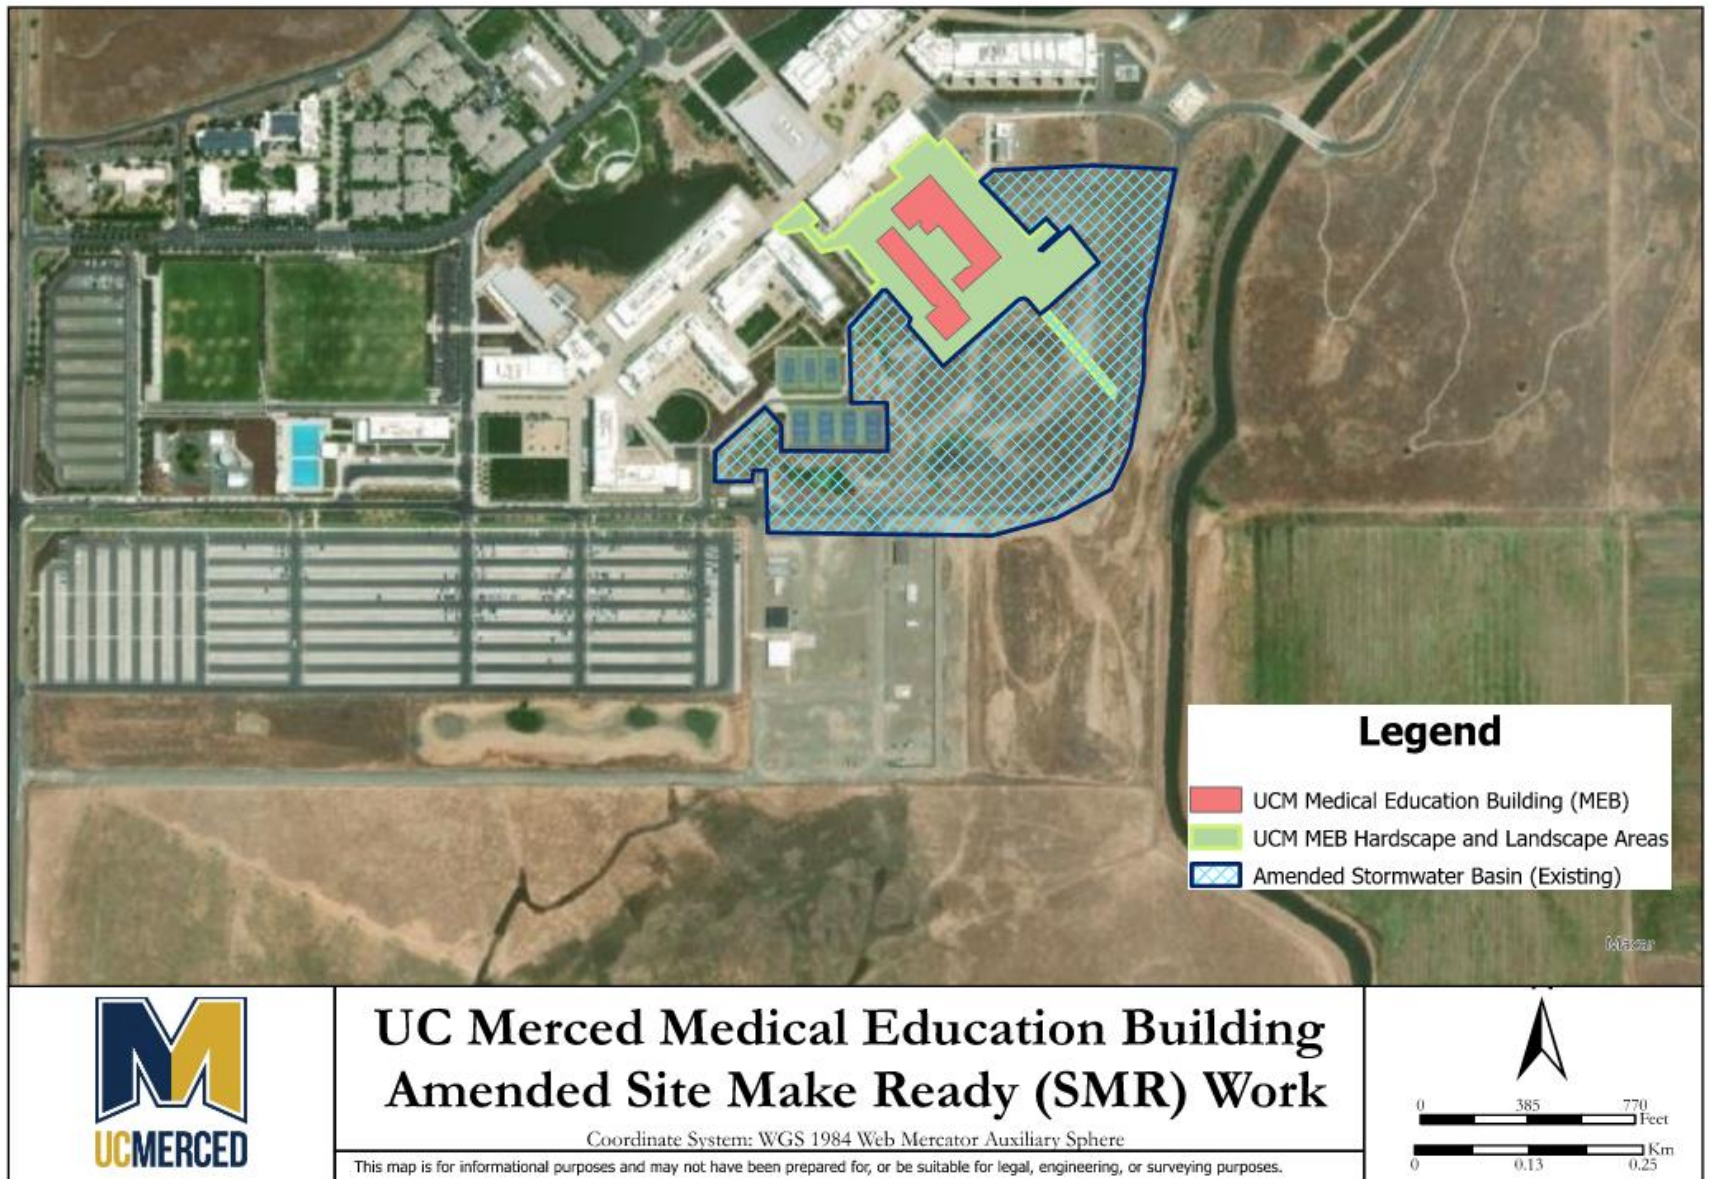 Legend
UCM Medical Education Building (MEB)
UCM MEB Hardscape and Landscape Areas
Amended Stormwater Basin (Existing)
Maxar
UC Merced Medical Education Building
Amended Site Make Ready (SMR) Work
Coordinate System: WGS 1984 Web Mercator Auxiliary Sphere
This map is for informational purposes and may not have been prepared for, or be suitable for legal, engineering, or surveying purposes.
M
UCMERCED
0 385 770
Feet
Km
0 0.13 0.25